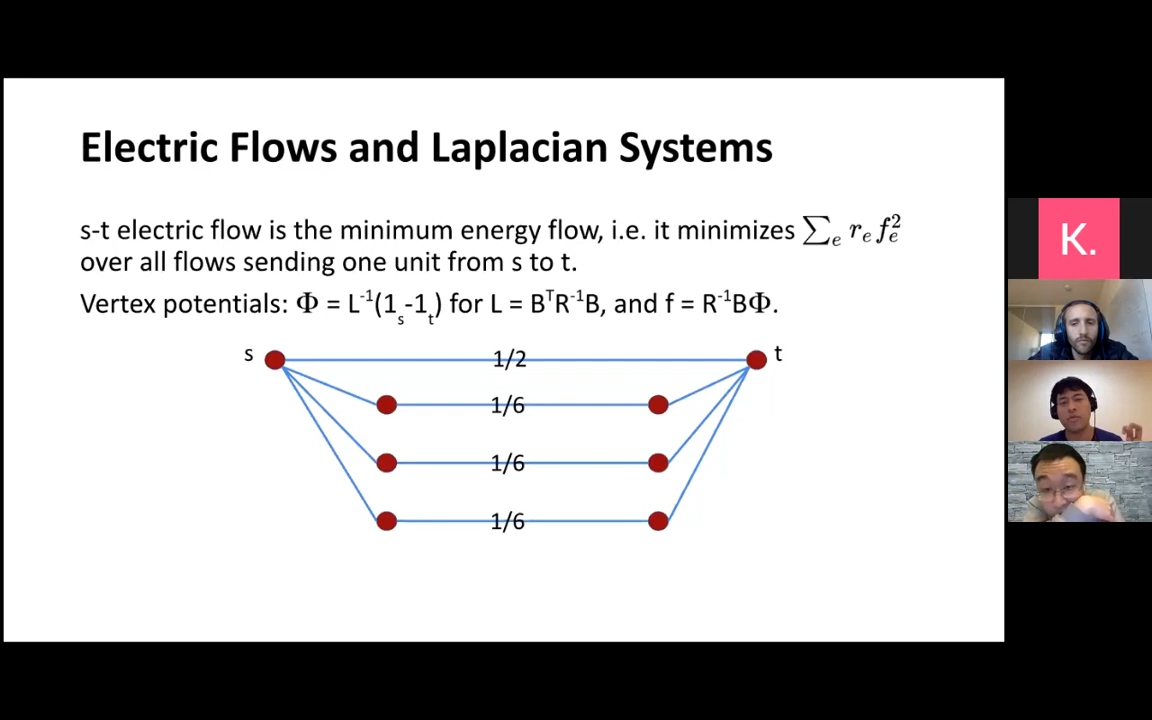 Electric Flows and Laplacian Systems
s-t electric flow is the minimum energy flow, i.e. it minimizes ∑ₑ rₑ fₑ²
over all flows sending one unit from s to t.
Vertex potentials: Φ = L⁻¹(1ₛ-1ₜ) for L = BᵀR⁻¹B, and f = R⁻¹BΦ.
s 1/2 t
1/6
1/6
1/6
K.